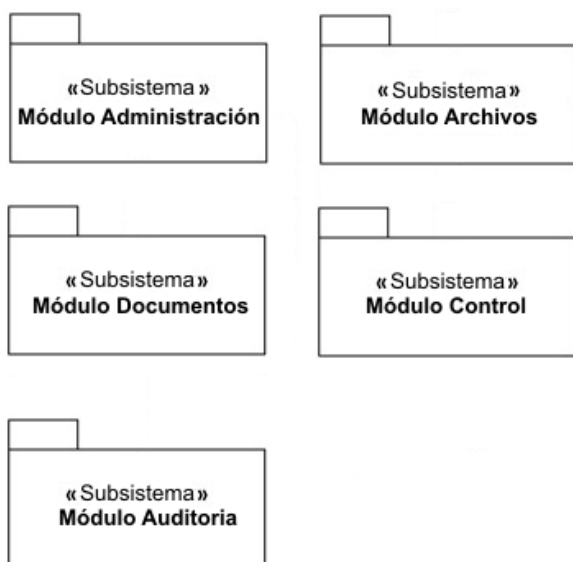 «Subsistema »
Módulo Administración
«Subsistema»
Módulo Archivos
«Subsistema»
Módulo Documentos
«Subsistema»
Módulo Control
«Subsistema»
Módulo Auditoria